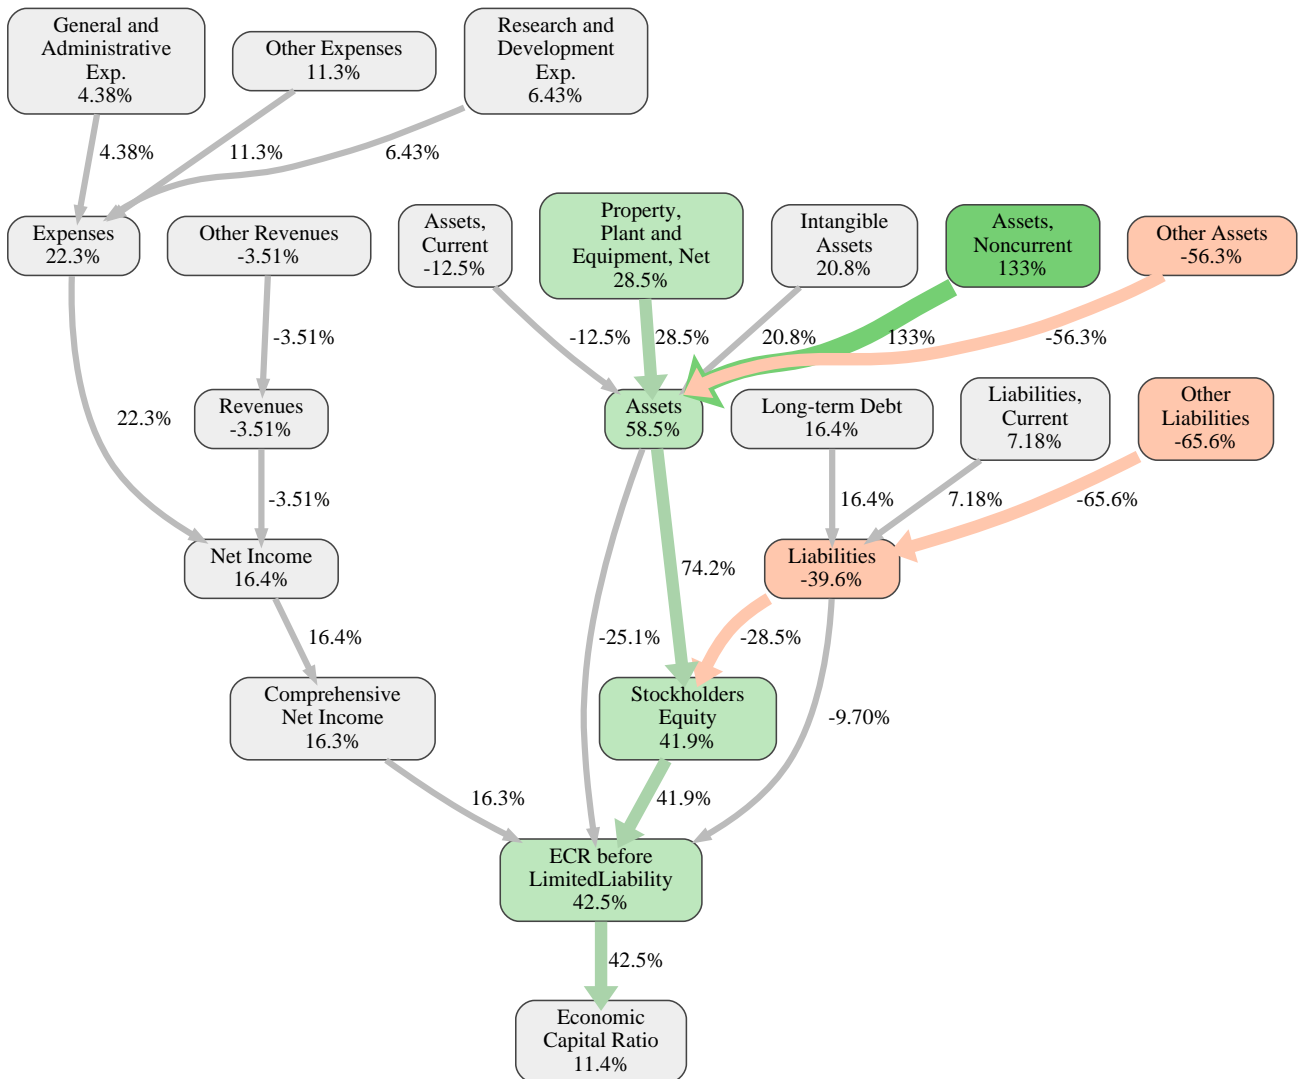 General and
Administrative
Exp.
4.38%
Other Expenses
11.3%
Research and
Development
Exp.
6.43%
4.38%
11.3%
6.43%
Expenses
22.3%
Other Revenues
-3.51%
Assets,
Current
-12.5%
Property,
Plant and
Equipment, Net
28.5%
Intangible
Assets
20.8%
Assets,
Noncurrent
133%
Other Assets
-56.3%
-3.51%
-12.5%
28.5%
20.8%
133%
-56.3%
22.3%
Revenues
-3.51%
Assets
58.5%
Long-term Debt
16.4%
Liabilities,
Current
7.18%
Other
Liabilities
-65.6%
-3.51%
16.4%
7.18%
-65.6%
Net Income
16.4%
74.2%
Liabilities
-39.6%
16.4%
-25.1%
-28.5%
Comprehensive
Net Income
16.3%
Stockholders
Equity
41.9%
-9.70%
16.3%
41.9%
ECR before
LimitedLiability
42.5%
42.5%
Economic
Capital Ratio
11.4%